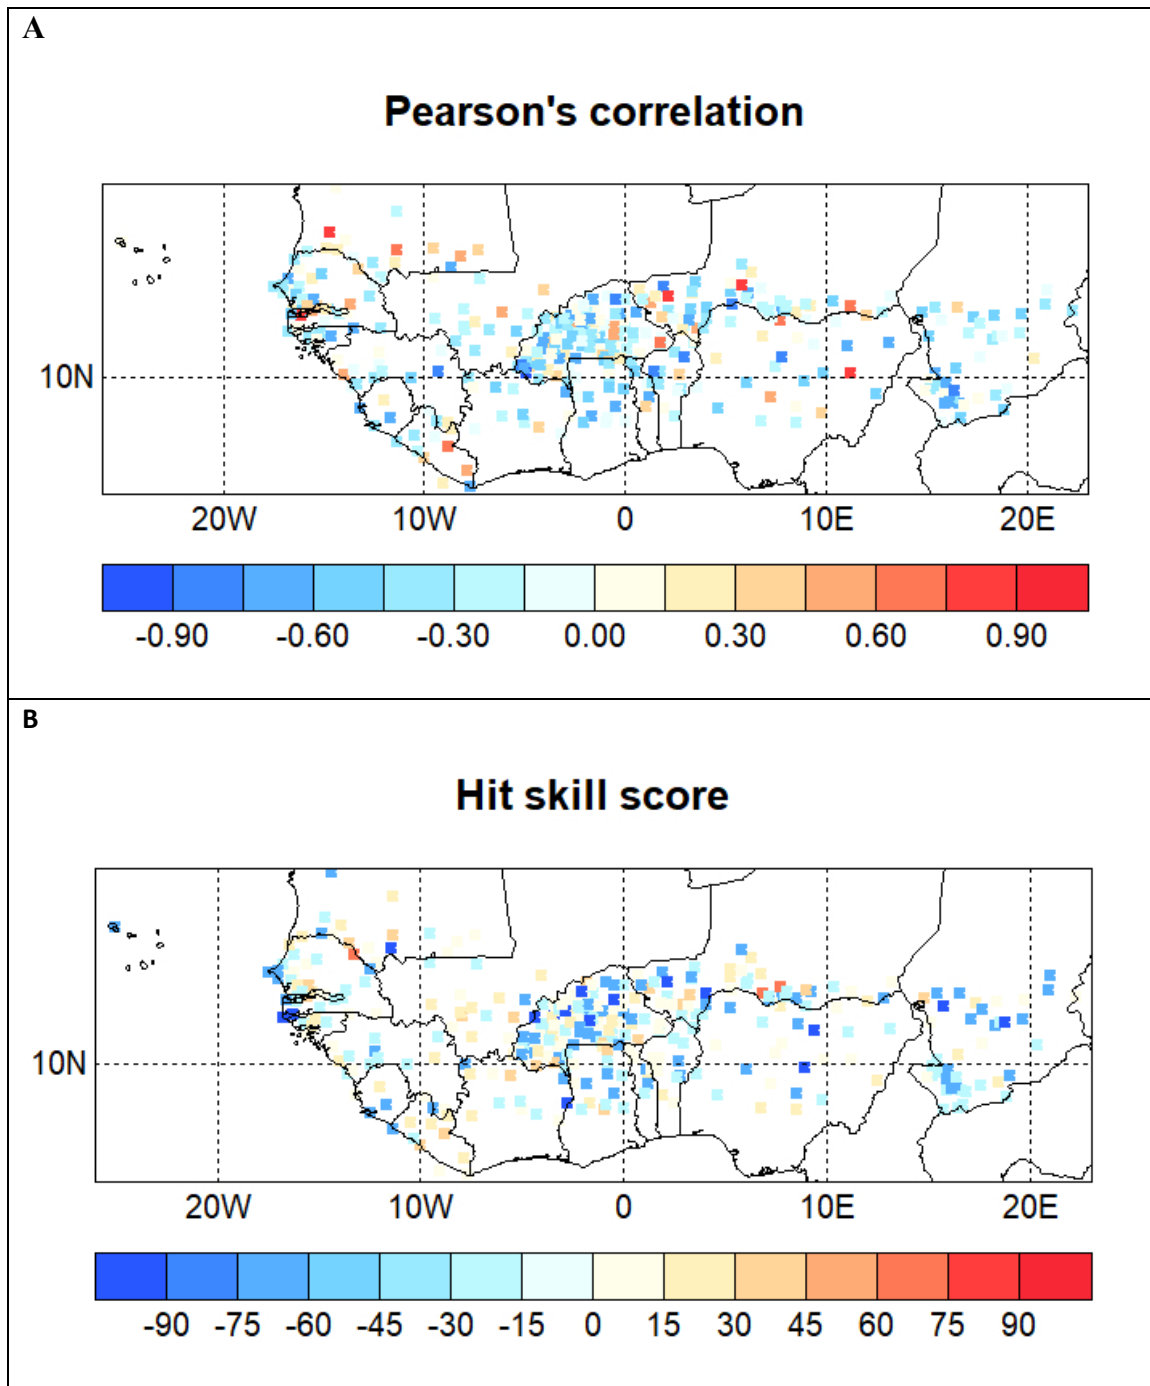 A
Pearson's correlation
10N
20W 10W 0 10E 20E
-0.90 -0.60 -0.30 0.00 0.30 0.60 0.90
B
Hit skill score
10N
20W 10W 0 10E 20E
-90 -75 -60 -45 -30 -15 0 15 30 45 60 75 90